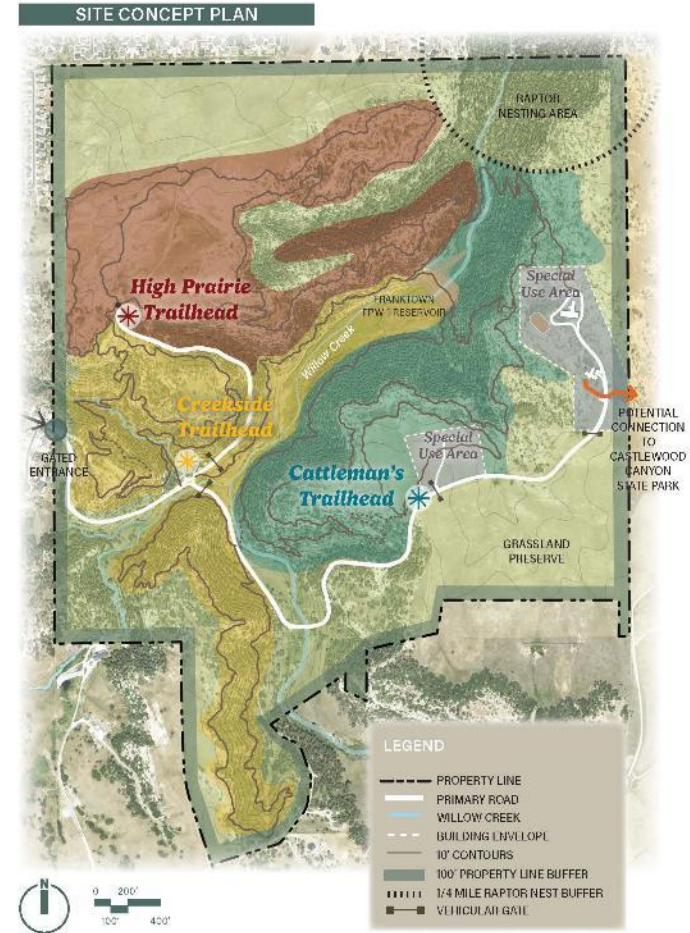 SITE CONCEPT PLAN
RAPTOR
NESTING AREA
High Prairie
Trailhead
Special
Use Area
FRANKTOWN
FPW 1 RESERVOIR
Willow Creek
Creekside
Trailhead
GATED
ENTRANCE
POTENTIAL
CONNECTION
TO
CASTLEWOOD
CANYON
STATE PARK
Special
Use Area
Cattleman's
Trailhead
GRASSLAND
PRESERVE
LEGEND
PROPERTY LINE
PRIMARY ROAD
WILLOW CREEK
BUILDING ENVELOPE
10' CONTOURS
100' PROPERTY LINE BUFFER
1/4 MILE RAPTOR NEST BUFFER
VEHICULAR GATE
N
0 200'
100' 400'